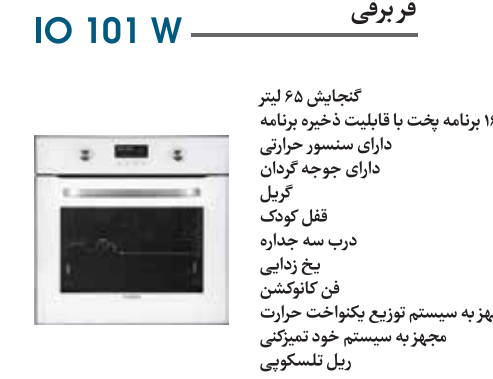 فر برقی
IO 101 W
گنجایش ۶۵ لیتر
۱۶ برنامه پخت با قابلیت ذخیره برنامه
دارای سنسور حرارتی
دارای جوجه گردان
گریل
قفل کودک
درب سه جداره
یخ زدایی
فن کانوکشن
به سیستم توزیع یکنواخت حرارت
مجهز به سیستم خود تمیزکنی
ریل تلسکوپی